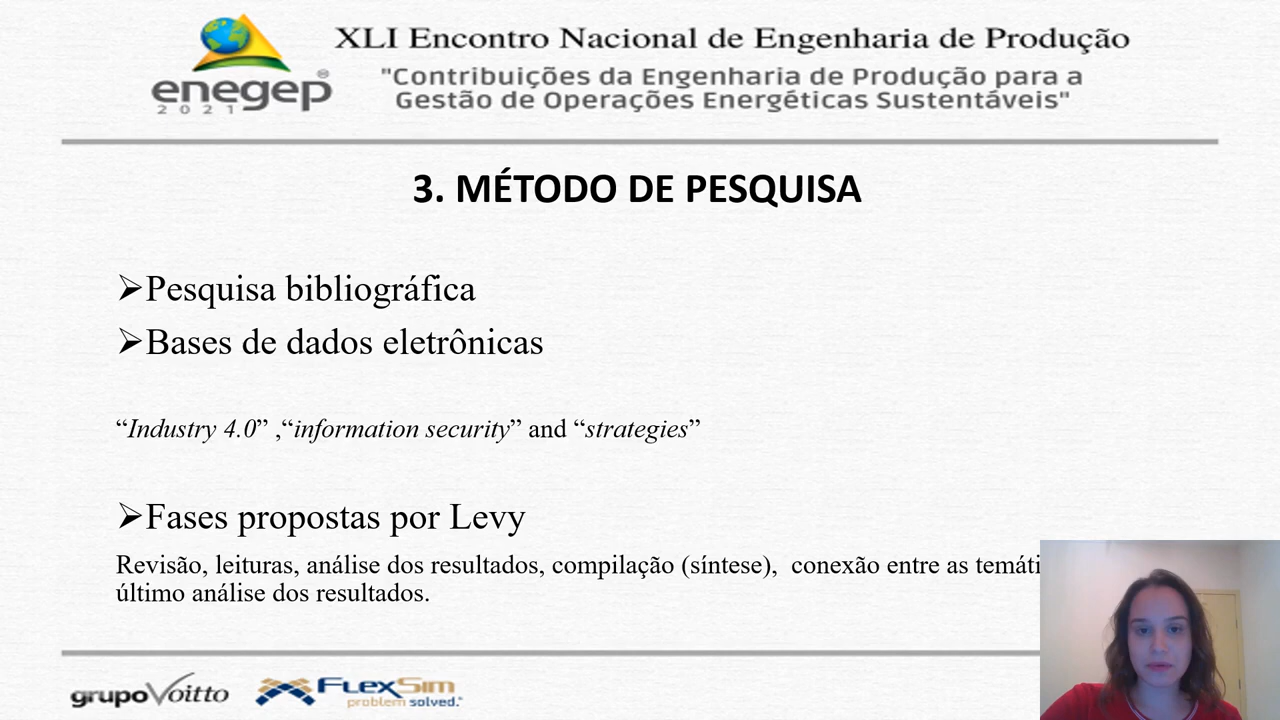 XLI Encontro Nacional de Engenharia de Produção
"Contribuições da Engenharia de Produção para a
Gestão de Operações Energéticas Sustentáveis"
enegep®
2021
3. MÉTODO DE PESQUISA
➢Pesquisa bibliográfica
➢Bases de dados eletrônicas
“Industry 4.0” ,“information security” and “strategies”
➢Fases propostas por Levy
Revisão, leituras, análise dos resultados, compilação (síntese),  conexão entre as
último análise dos resultados.
grupoVoitto
FLEXSim
problem solved.